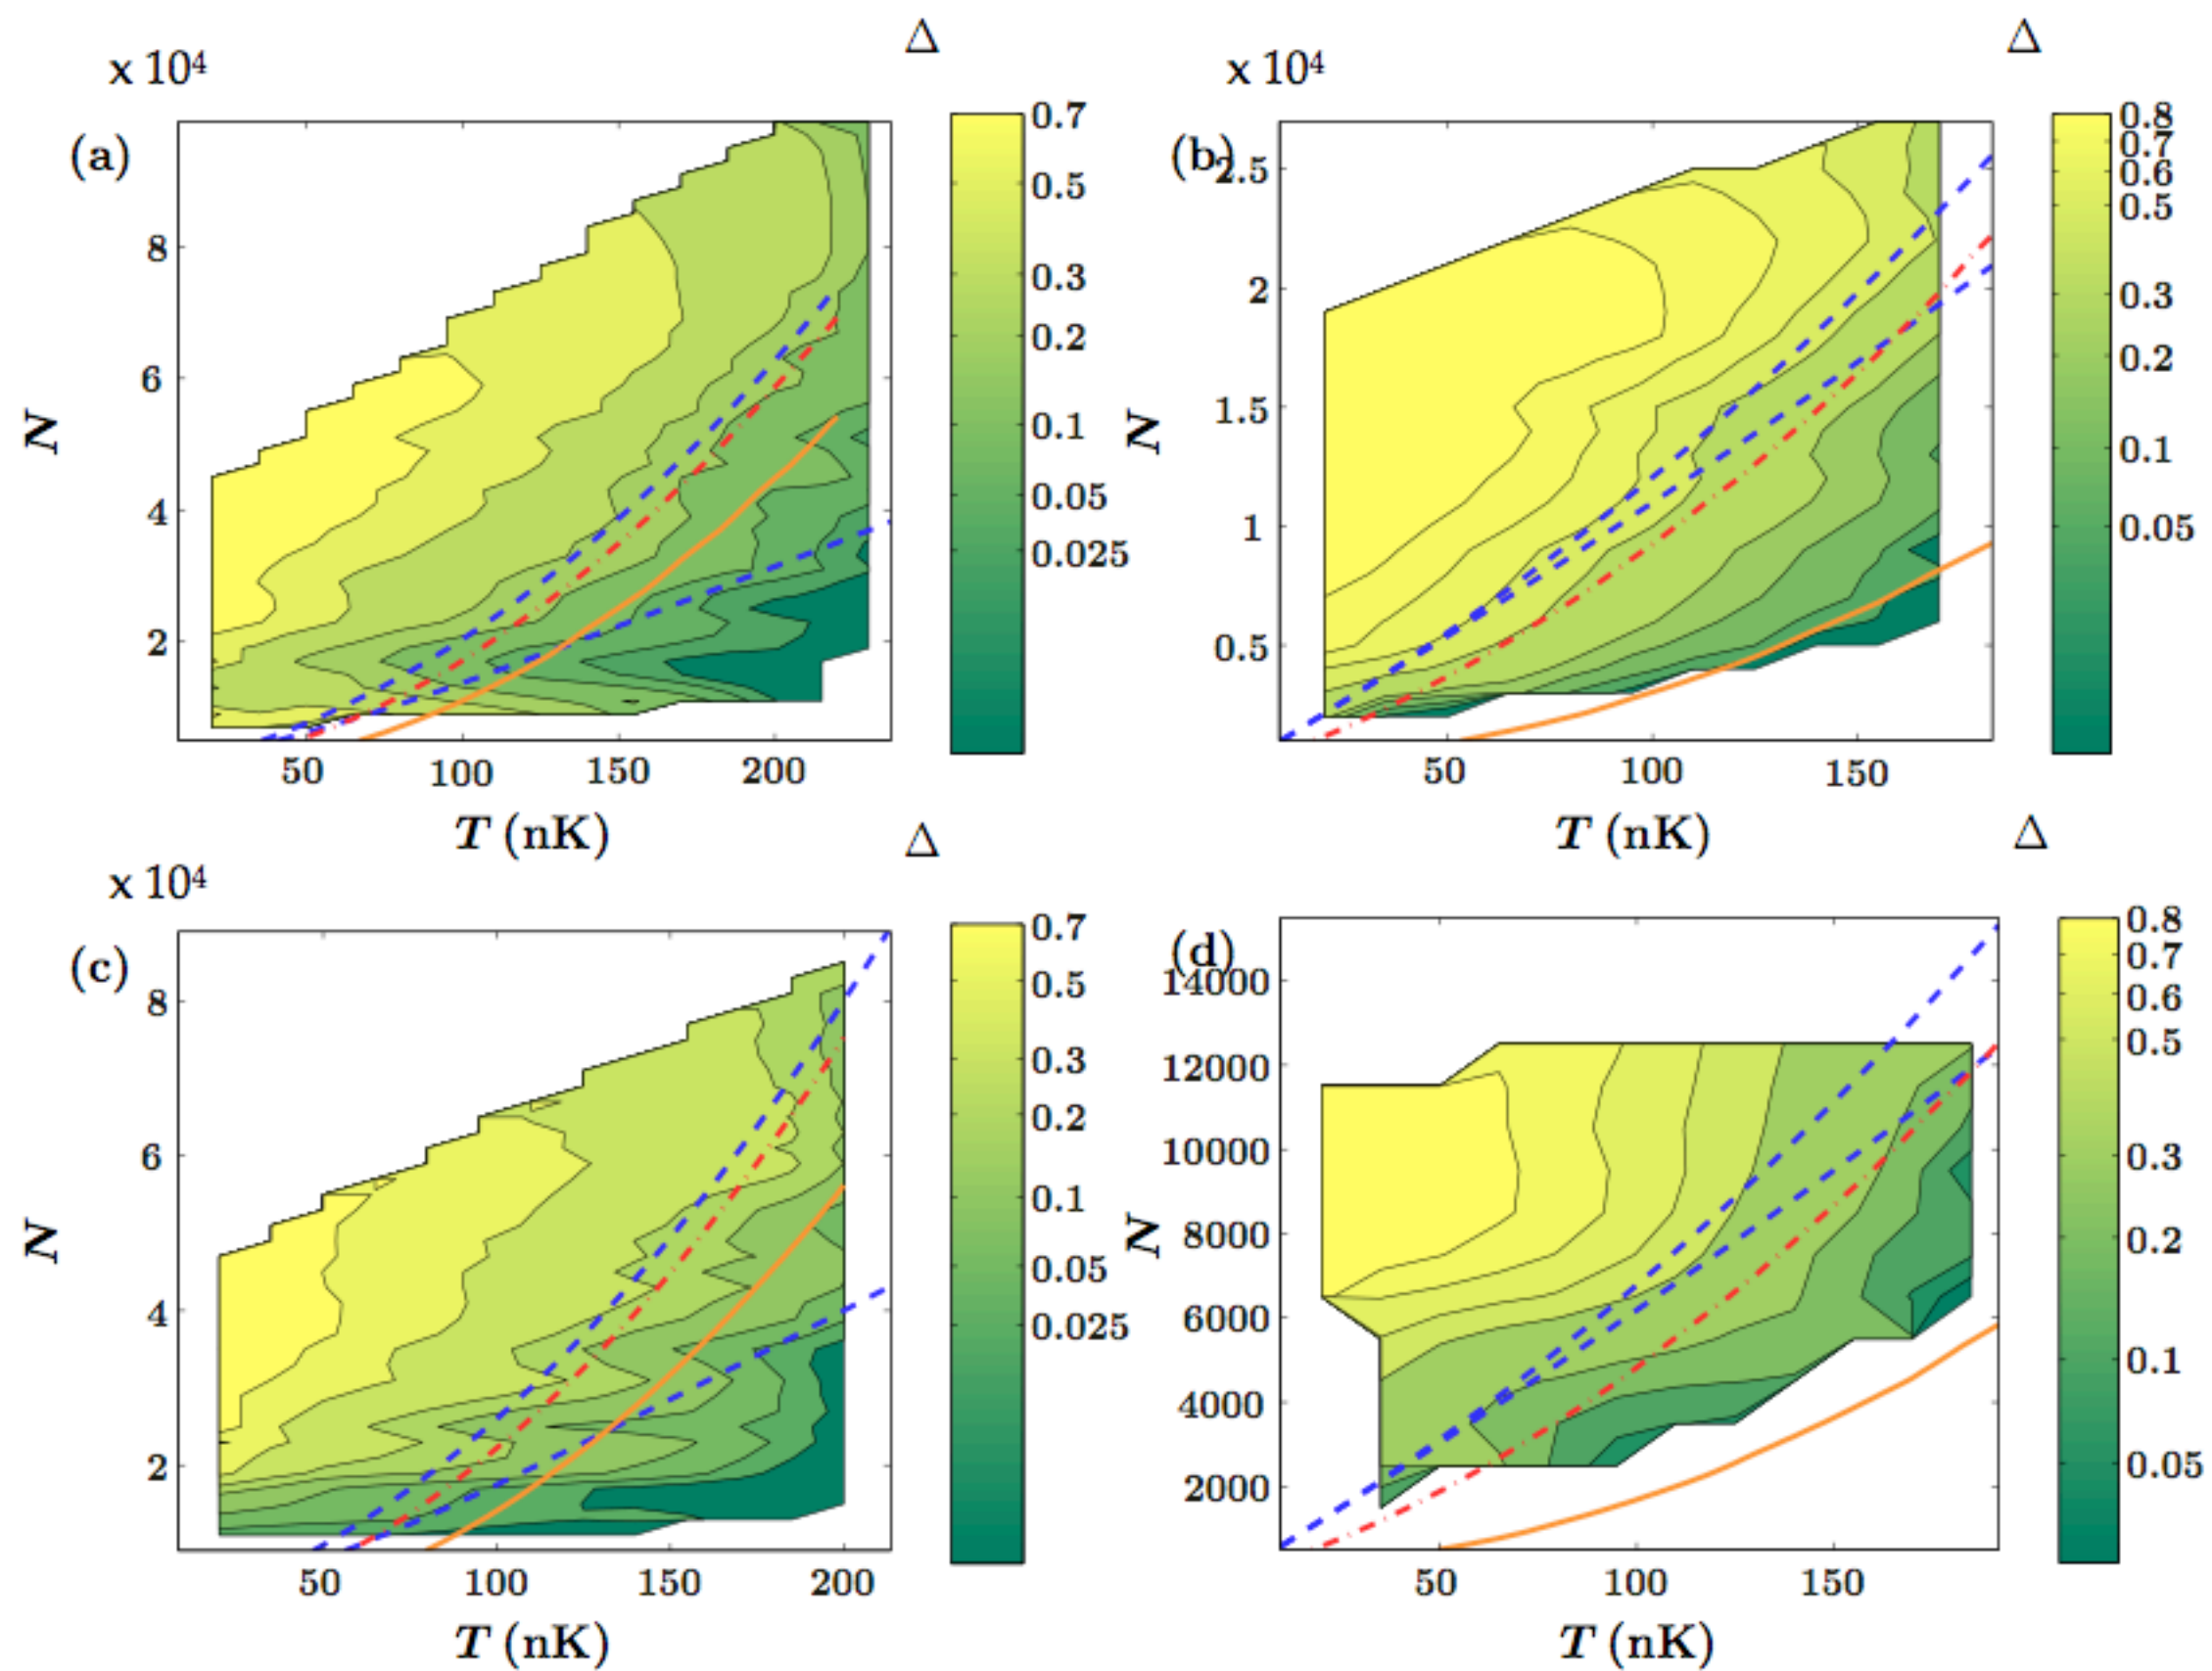 Δ
x 10⁴
(a)
8
6
4
2
N
50 100 150 200
T (nK)
0.7
0.5
0.3
0.2
0.1
0.05
0.025
Δ
x 10⁴
(b)
2.5
2
1.5
1
0.5
N
50 100 150
T (nK)
0.8
0.7
0.6
0.5
0.3
0.2
0.1
0.05
Δ
x 10⁴
(c)
8
6
4
2
N
50 100 150 200
T (nK)
0.7
0.5
0.3
0.2
0.1
0.05
0.025
Δ
(d)
14000
12000
10000
8000
6000
4000
2000
N
50 100 150
T (nK)
0.8
0.7
0.6
0.5
0.3
0.2
0.1
0.05